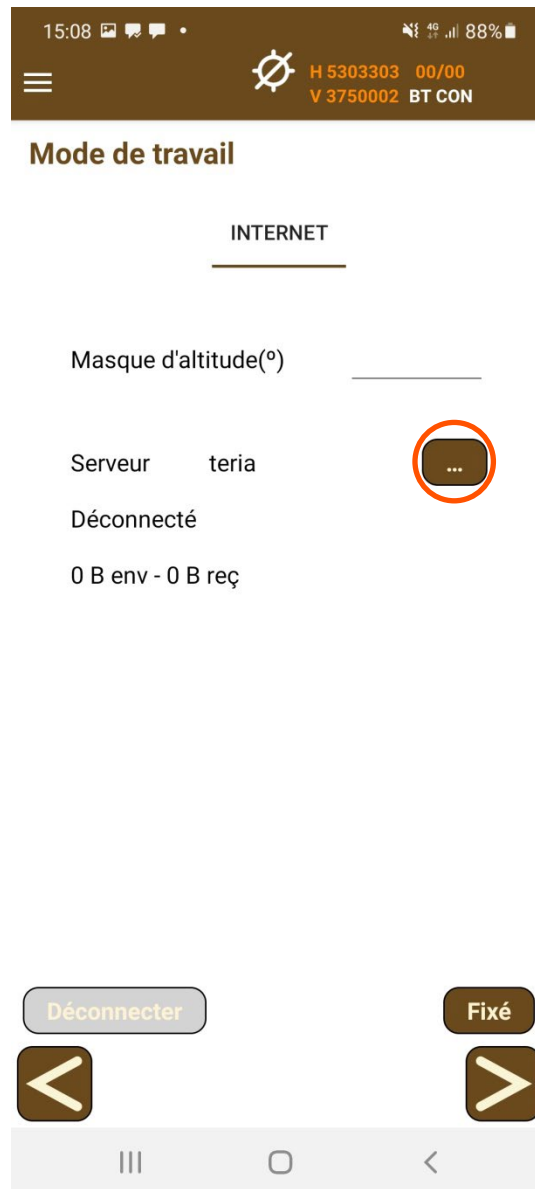 15:08 4G 88%
H 5303303 00/00
V 3750002 BT CON
Mode de travail
INTERNET
Masque d'altitude(º)
Serveur teria ...
Déconnecté
0 B env - 0 B reç
Déconnecter Fixé